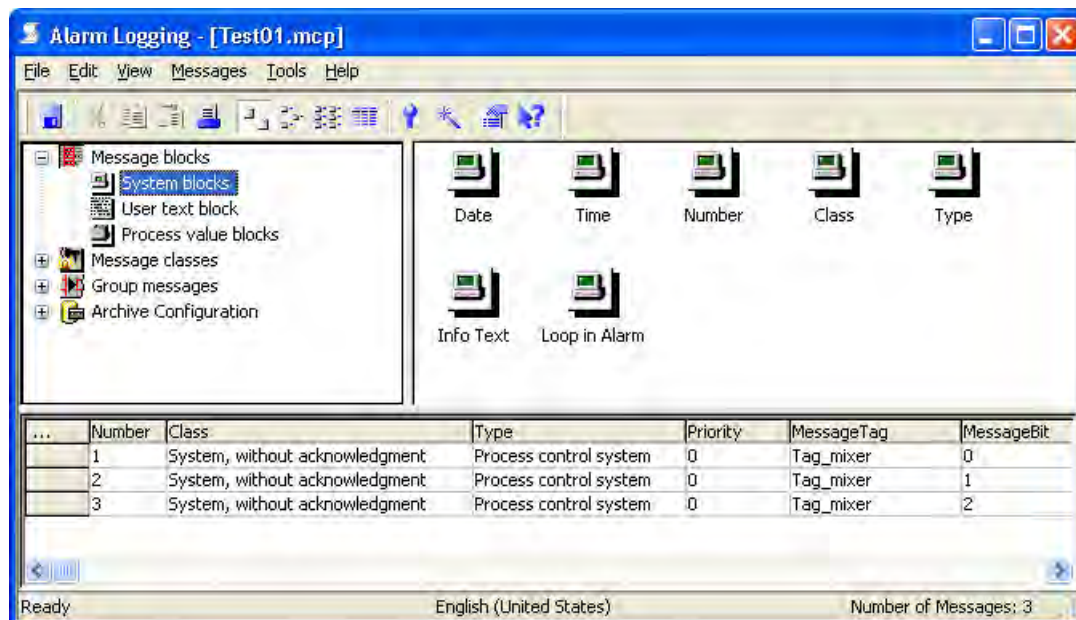 Alarm Logging - [Test01.mcp]
File Edit View Messages Tools Help
Message blocks
System blocks
User text block
Process value blocks
Message classes
Group messages
Archive Configuration
Date Time Number Class Type
Info Text Loop in Alarm
... Number Class Type Priority MessageTag MessageBit
1 System, without acknowledgment Process control system 0 Tag_mixer 0
2 System, without acknowledgment Process control system 0 Tag_mixer 1
3 System, without acknowledgment Process control system 0 Tag_mixer 2
Ready English (United States) Number of Messages: 3